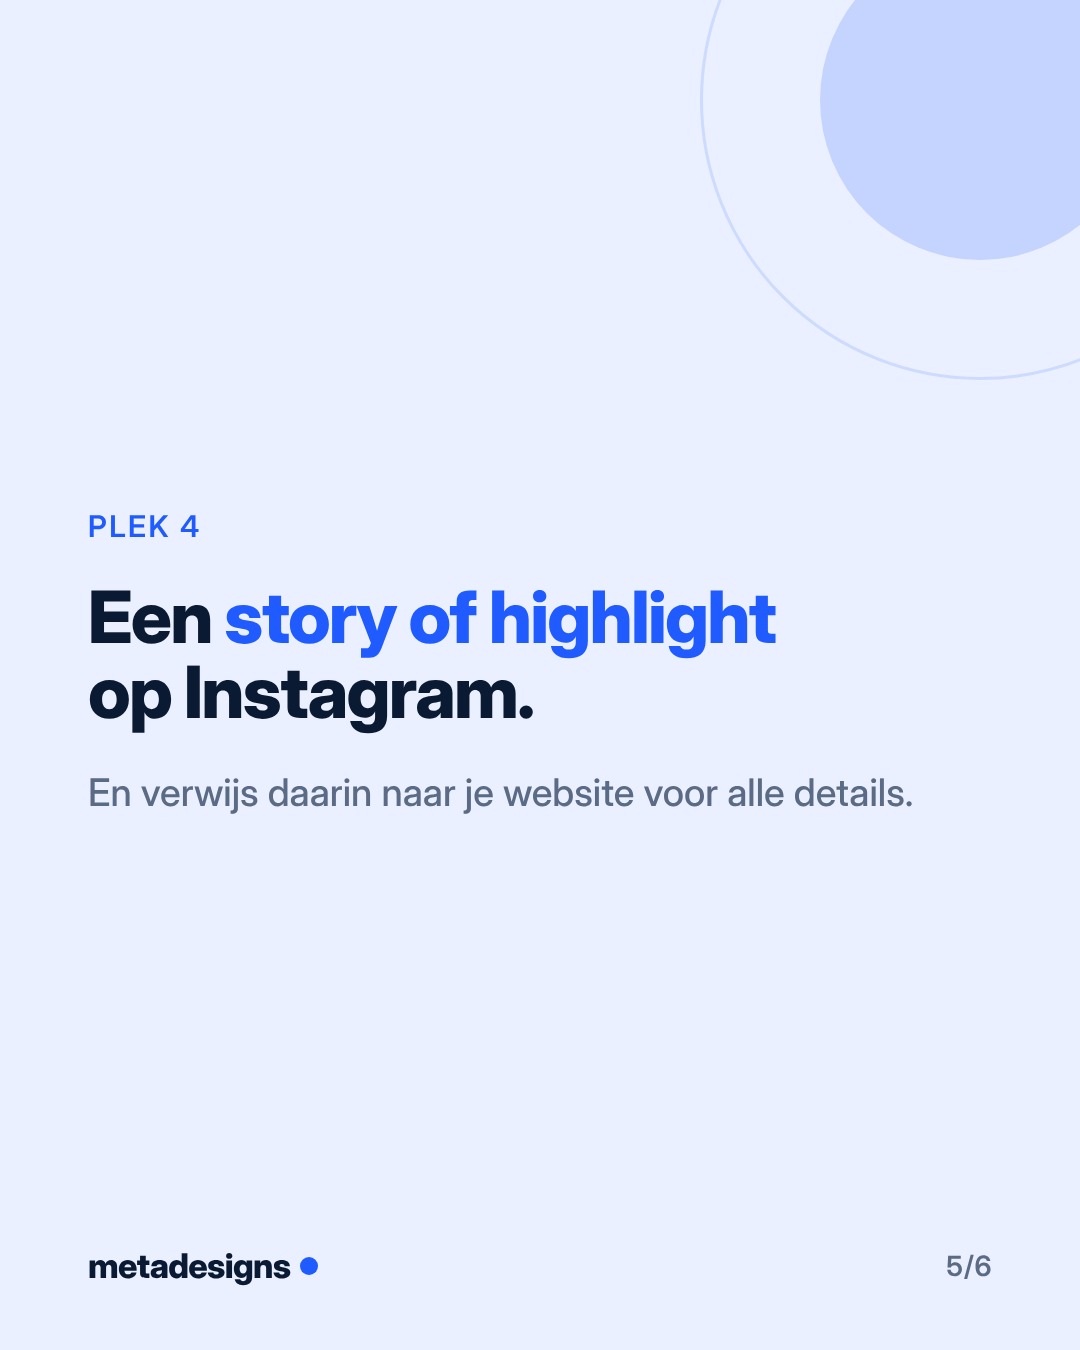 PLEK 4
Een story of highlight
op Instagram.
En verwijs daarin naar je website voor alle details.
metadesigns
5/6